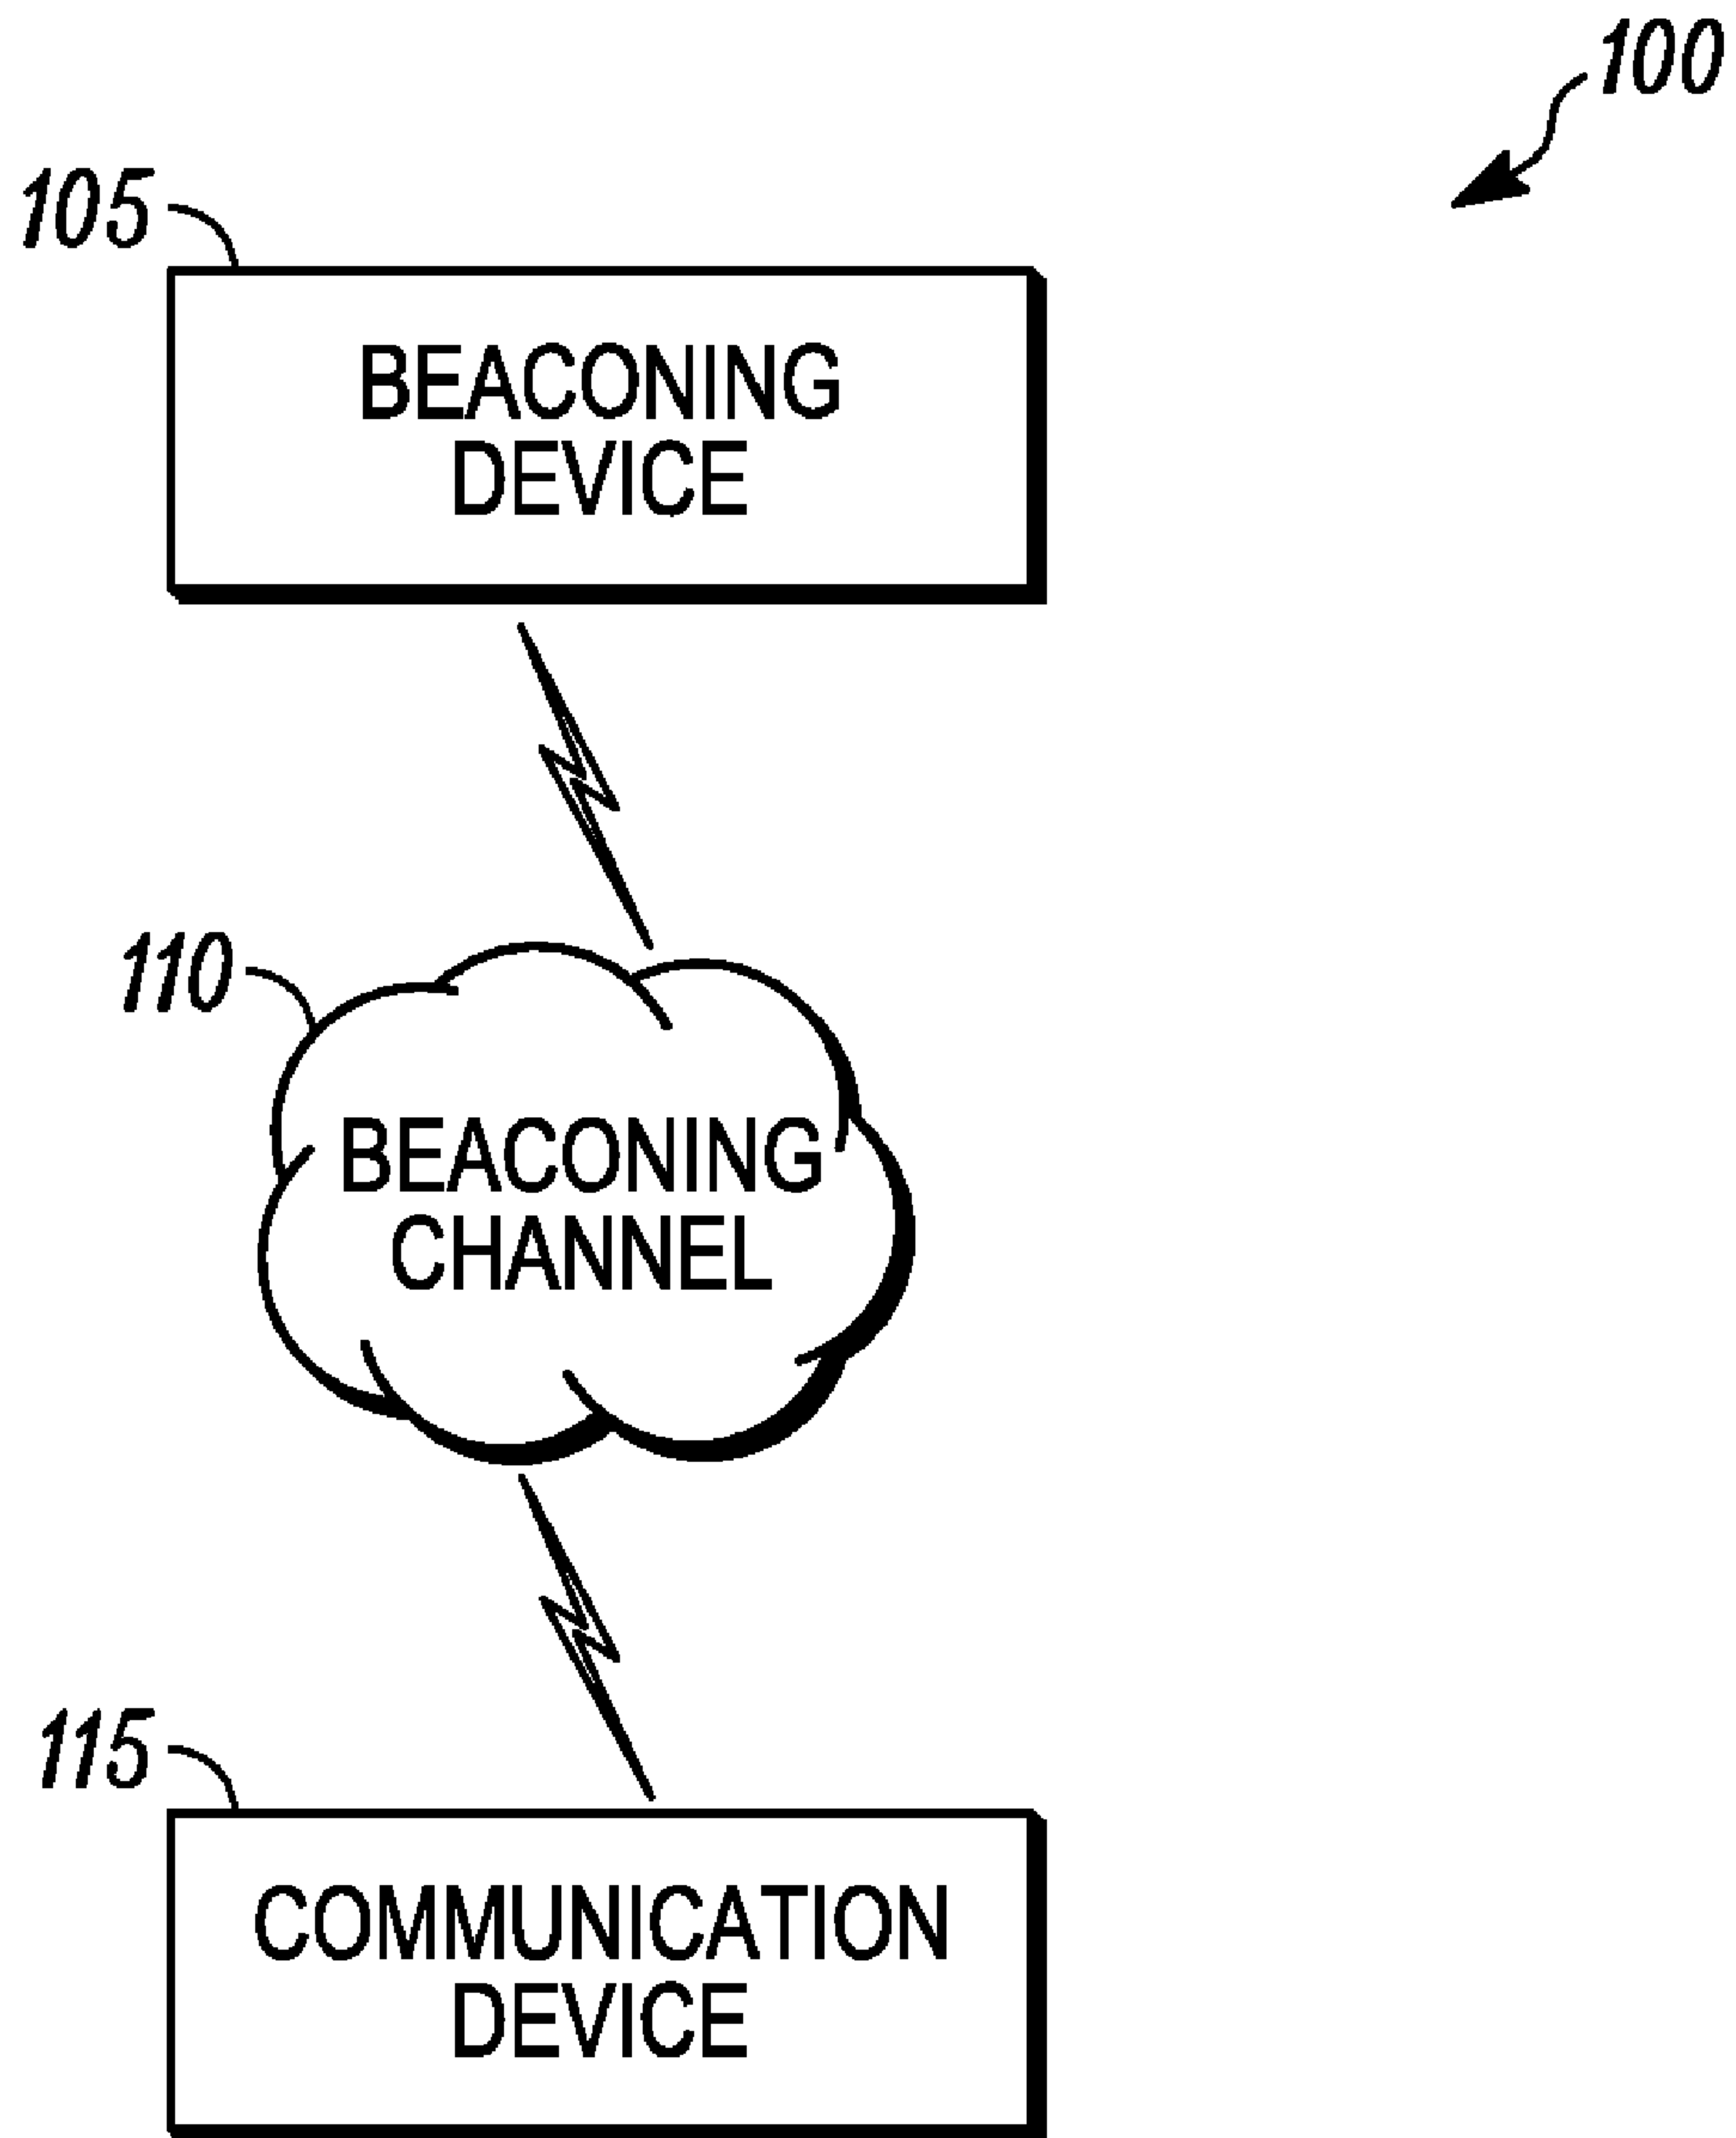 100
105
BEACONING
DEVICE
110
BEACONING
CHANNEL
115
COMMUNICATION
DEVICE